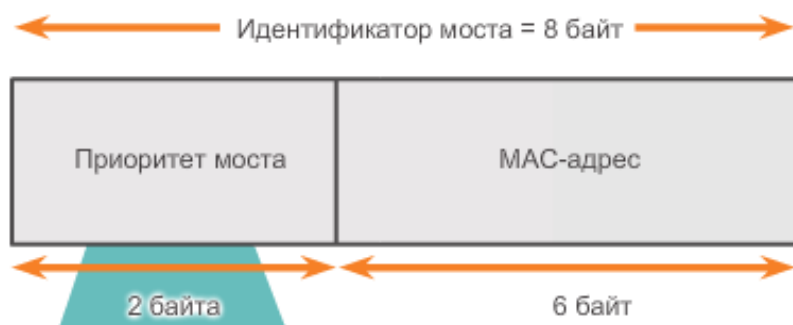 Идентификатор моста = 8 байт
Приоритет моста
MAC-адрес
2 байта
6 байт